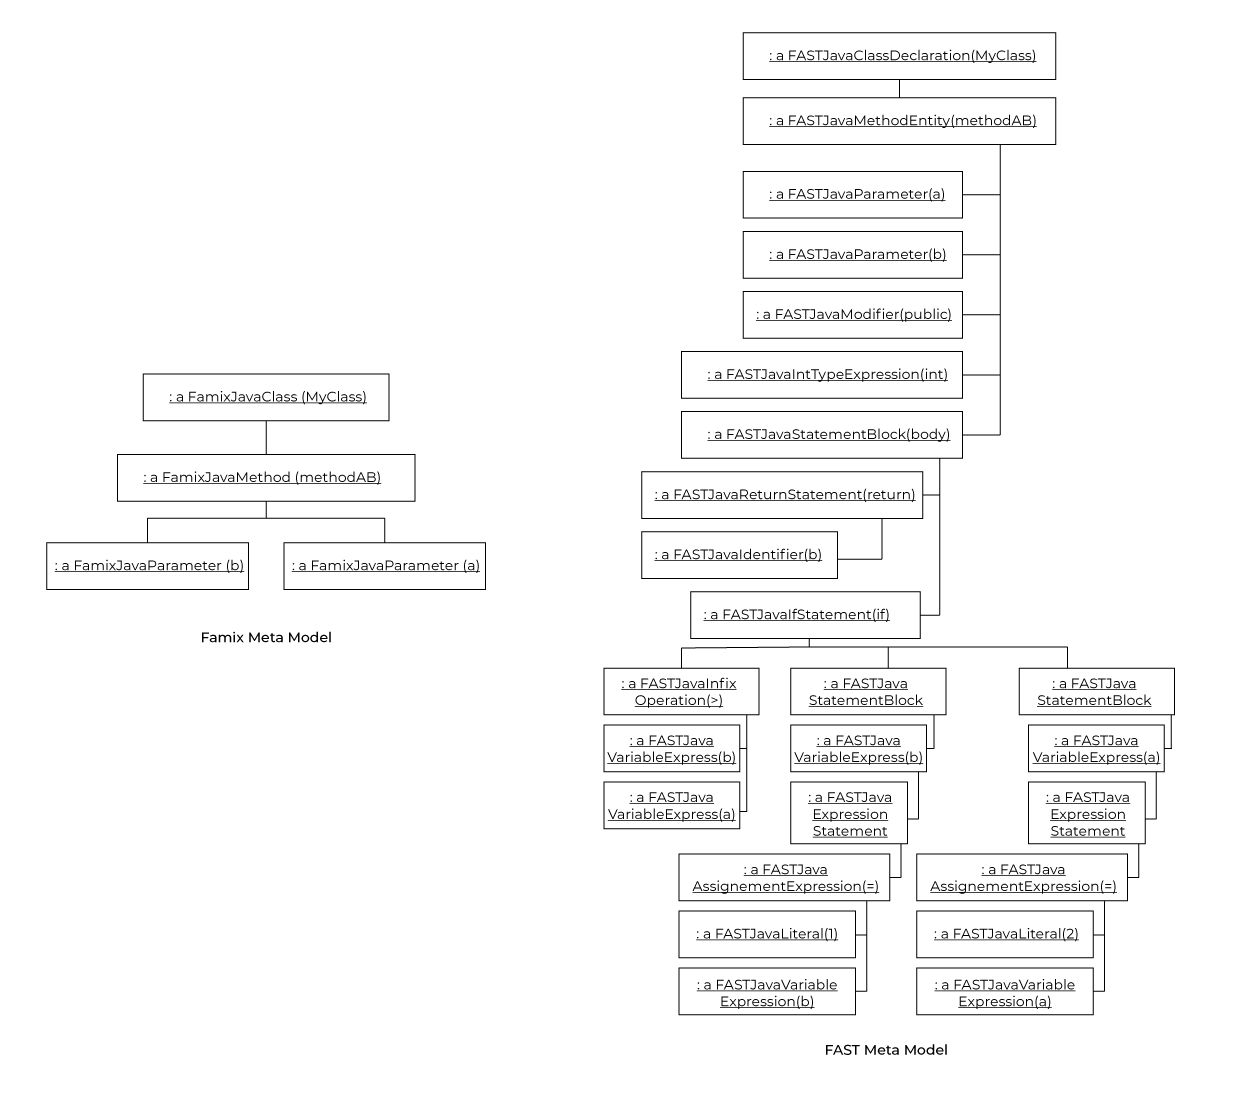 : a FamixJavaClass (MyClass)
: a FamixJavaMethod (methodAB)
: a FamixJavaParameter (b)
: a FamixJavaParameter (a)
Famix Meta Model
: a FASTJavaClassDeclaration(MyClass)
: a FASTJavaMethodEntity(methodAB)
: a FASTJavaParameter(a)
: a FASTJavaParameter(b)
: a FASTJavaModifier(public)
: a FASTJavaIntTypeExpression(int)
: a FASTJavaStatementBlock(body)
: a FASTJavaReturnStatement(return)
: a FASTJavaIdentifier(b)
: a FASTJavaIfStatement(if)
: a FASTJavaInfix
Operation(>)
: a FASTJava
VariableExpress(b)
: a FASTJava
VariableExpress(a)
: a FASTJava
StatementBlock
: a FASTJava
VariableExpress(b)
: a FASTJava
Expression
Statement
: a FASTJava
AssignementExpression(=)
: a FASTJavaLiteral(1)
: a FASTJavaVariable
Expression(b)
: a FASTJava
StatementBlock
: a FASTJava
VariableExpress(a)
: a FASTJava
Expression
Statement
: a FASTJava
AssignementExpression(=)
: a FASTJavaLiteral(2)
: a FASTJavaVariable
Expression(a)
FAST Meta Model